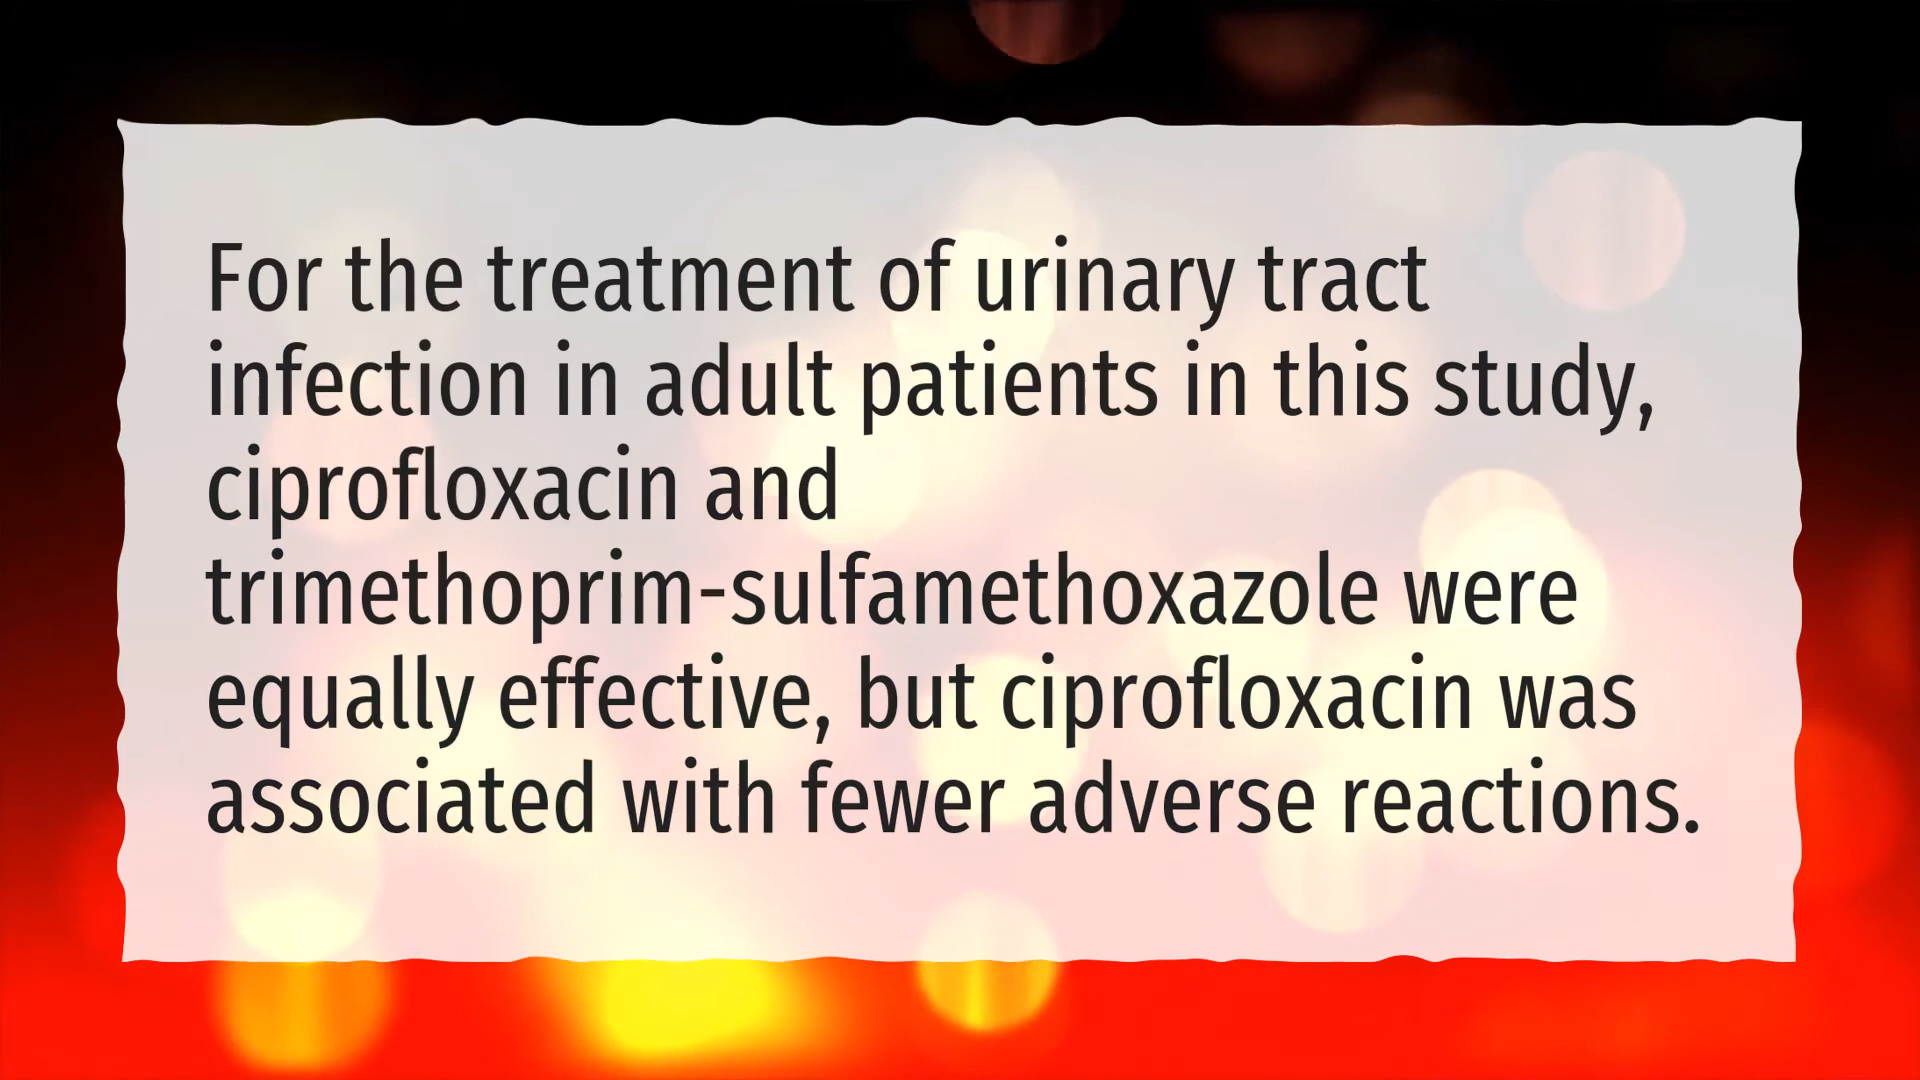 For the treatment of urinary tract
infection in adult patients in this study,
ciprofloxacin and
trimethoprim-sulfamethoxazole were
equally effective, but ciprofloxacin was
associated with fewer adverse reactions.